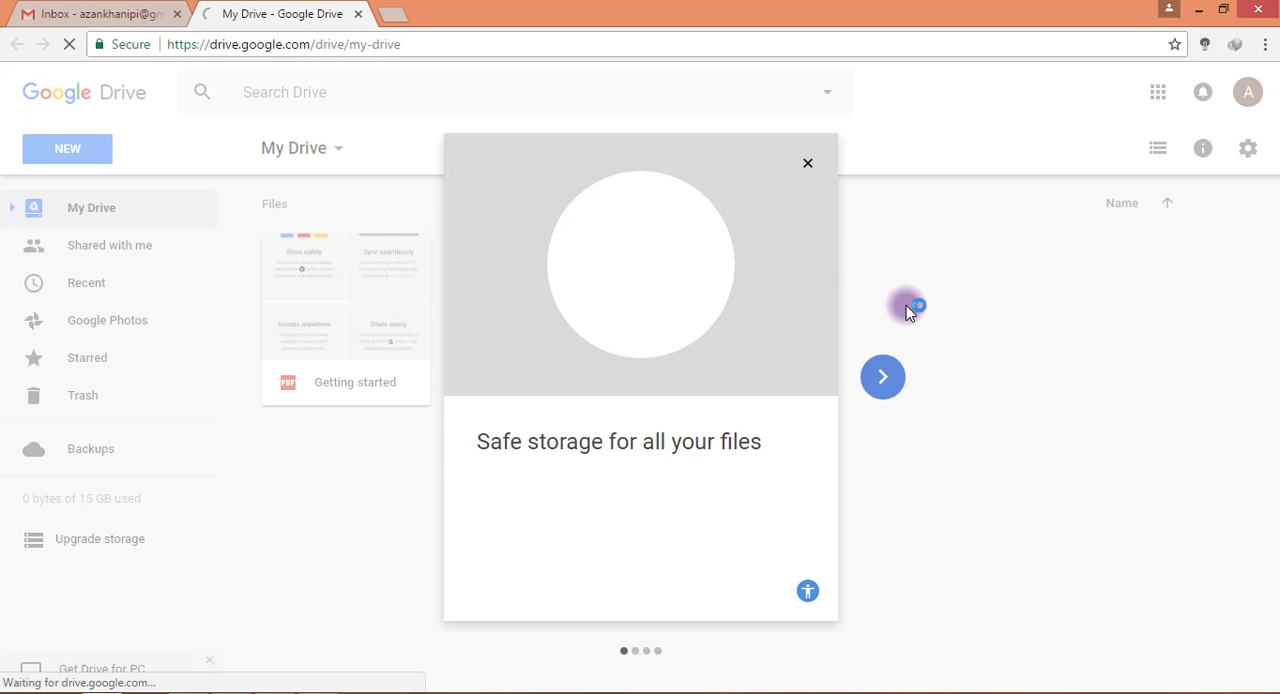 Inbox - azankhanipi@gm
My Drive - Google Drive
Secure
https://drive.google.com/drive/my-drive
Google Drive
Search Drive
A
NEW
My Drive
My Drive
Shared with me
Recent
Google Photos
Starred
Trash
Backups
0 bytes of 15 GB used
Upgrade storage
Get Drive for PC
Files
Name
Store safely
Sync seamlessly
Access anywhere
Share easily
PDF
Getting started
Safe storage for all your files
Waiting for drive.google.com...